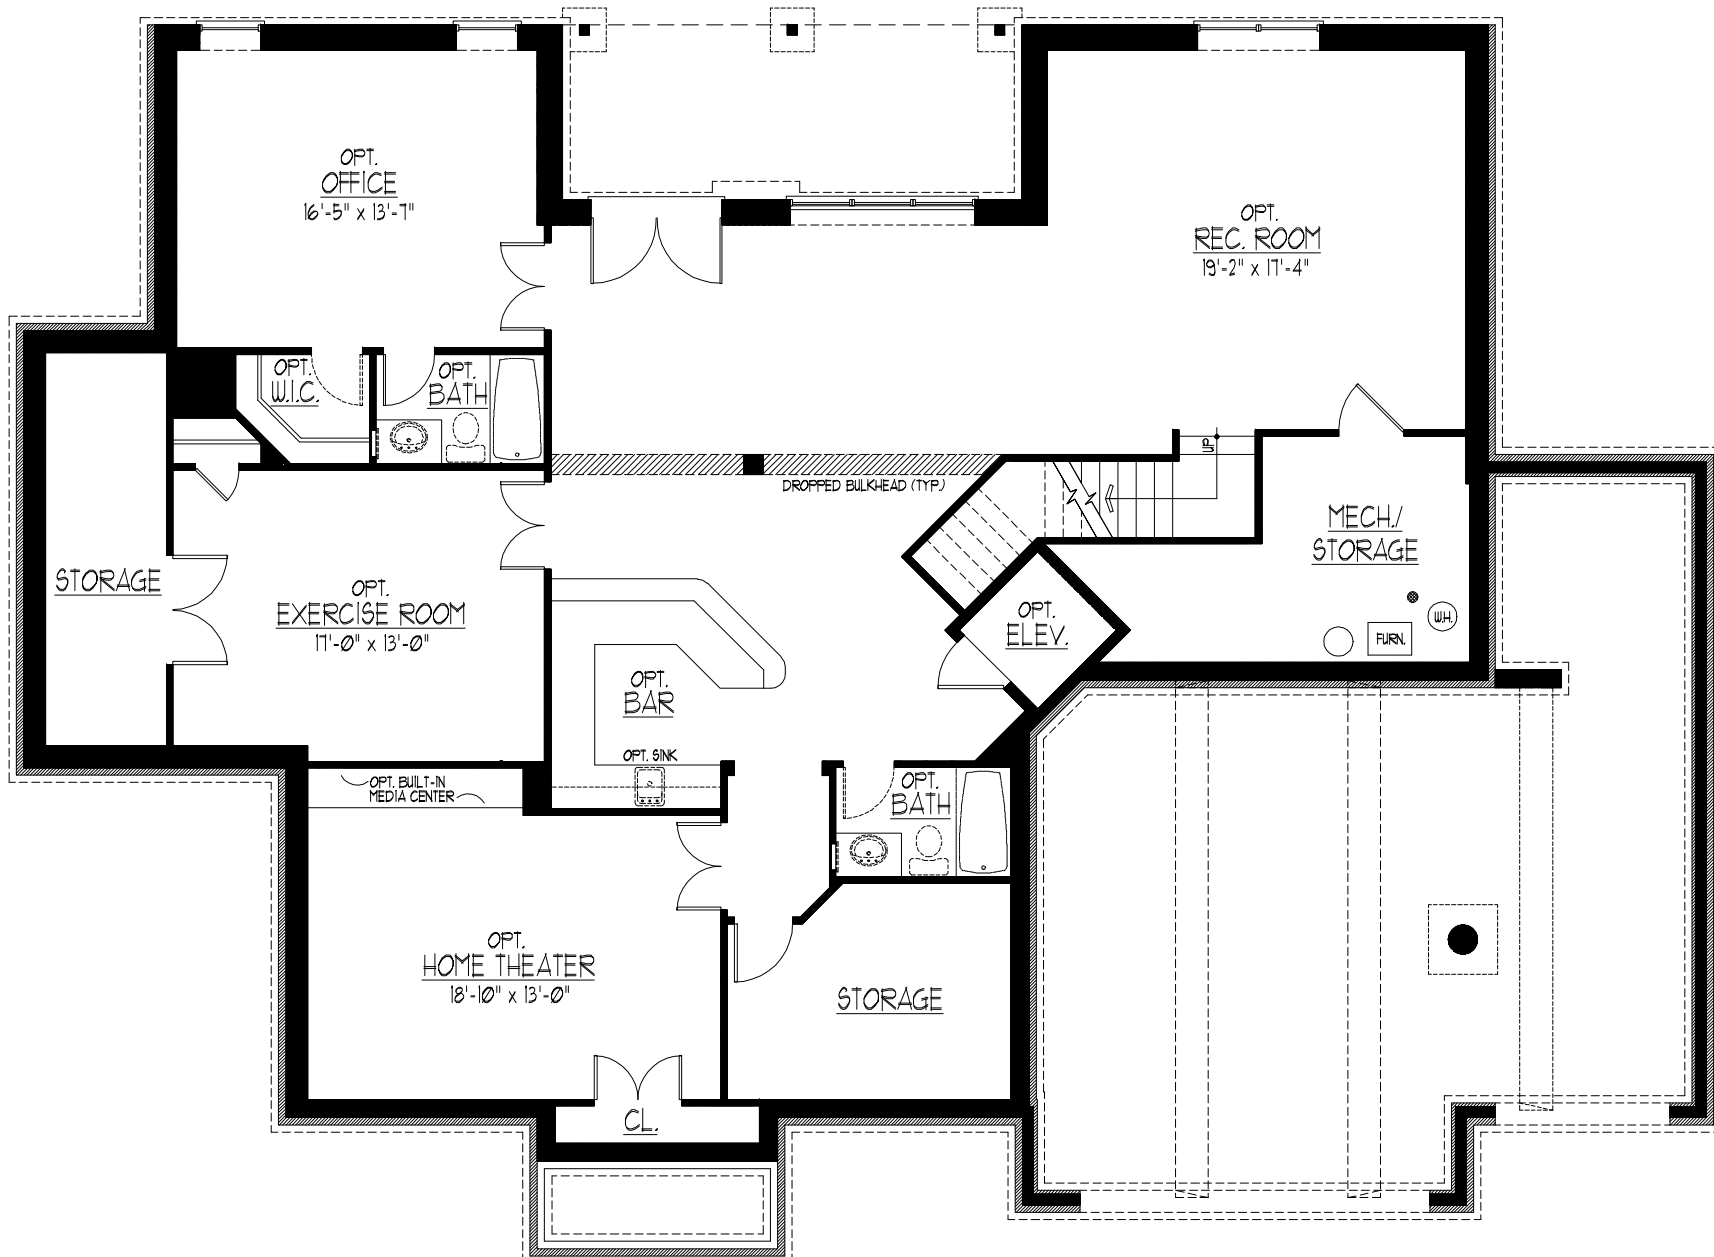 OPT.
OFFICE
16'-5" x 13'-7"
OPT.
REC. ROOM
19'-2" x 17'-4"
OPT.
W.I.C.
OPT.
BATH
UP
DROPPED BULKHEAD (TYP.)
MECH./
STORAGE
STORAGE
OPT.
EXERCISE ROOM
17'-0" x 13'-0"
OPT.
ELEV.
W.H.
FURN.
OPT.
BAR
OPT. SINK
OPT. BUILT-IN
MEDIA CENTER
OPT.
BATH
OPT.
HOME THEATER
18'-10" x 13'-0"
STORAGE
CL.